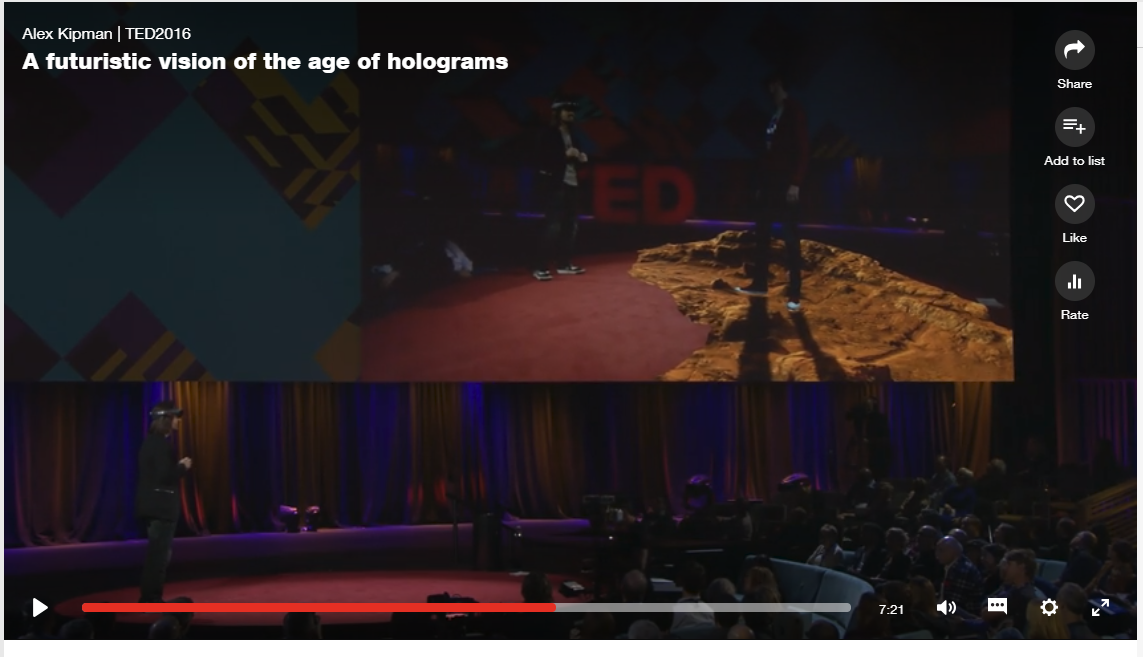 Alex Kipman | TED2016
A futuristic vision of the age of holograms
Share
Add to list
TED
Like
Rate
7:21